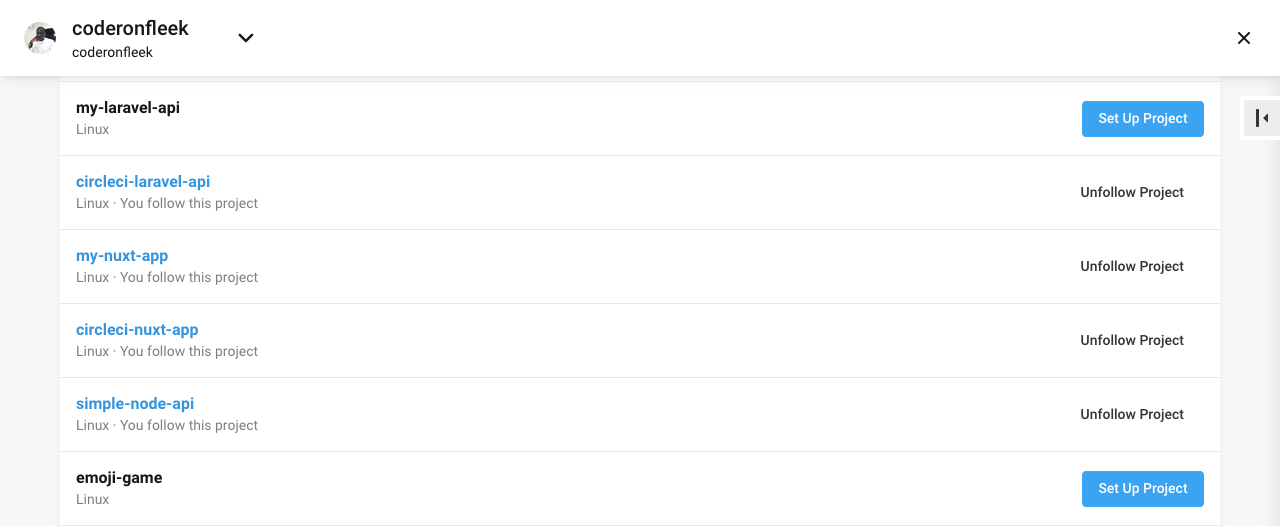 coderonfleek
coderonfleek
my-laravel-api
Linux
Set Up Project
circleci-laravel-api
Linux · You follow this project
Unfollow Project
my-nuxt-app
Linux · You follow this project
Unfollow Project
circleci-nuxt-app
Linux · You follow this project
Unfollow Project
simple-node-api
Linux · You follow this project
Unfollow Project
emoji-game
Linux
Set Up Project